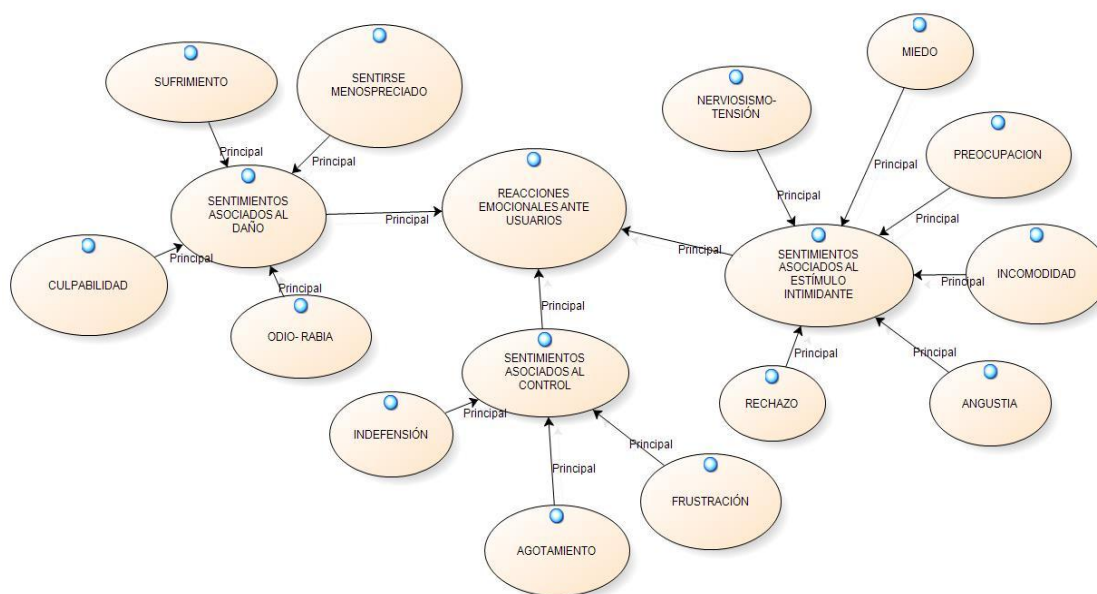 SUFRIMIENTO
SENTIRSE
MENOSPRECIADO
MIEDO
NERVIOSISMO-
TENSIÓN
PREOCUPACION
Principal
Principal
Principal
Principal
Principal
SENTIMIENTOS
ASOCIADOS AL
DAÑO
REACCIONES
EMOCIONALES ANTE
USUARIOS
Principal
Principal
SENTIMIENTOS
ASOCIADOS AL
ESTÍMULO
INTIMIDANTE
INCOMODIDAD
Principal
CULPABILIDAD
Principal
Principal
ODIO- RABIA
Principal
SENTIMIENTOS
ASOCIADOS AL
CONTROL
Principal
Principal
RECHAZO
ANGUSTIA
INDEFENSIÓN
Principal
Principal
Principal
FRUSTRACIÓN
AGOTAMIENTO